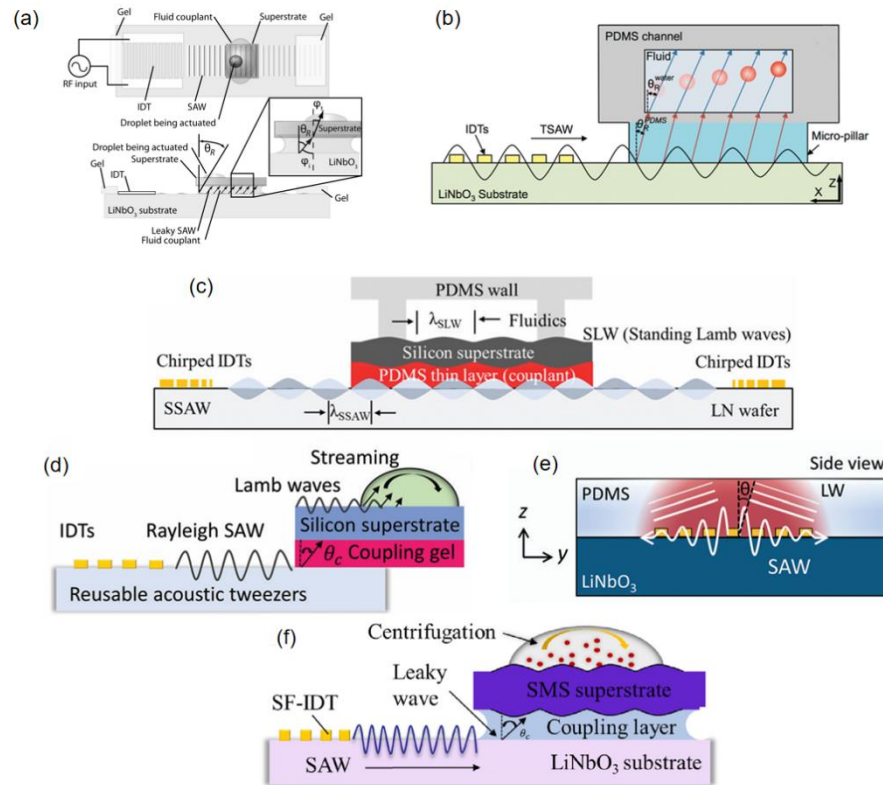 (a)
Gel
Fluid couplant
Superstrate
Gel
RF input
IDT
SAW
Droplet being actuated
φt
θR
Superstrate
φi
LiNbO3
θR
Droplet being actuated
Superstrate
Gel
IDT
LiNbO3 substrate
Gel
Leaky SAW
Fluid couplant
(b)
PDMS channel
Fluid
θR water
θR PDMS
IDTs
TSAW
Micro-pillar
LiNbO3 Substrate
Z
X
(c)
PDMS wall
λSLW
Fluidics
SLW (Standing Lamb waves)
Chirped IDTs
Silicon superstrate
Chirped IDTs
PDMS thin layer (couplant)
SSAW
λSSAW
LN wafer
(d)
Streaming
Lamb waves
IDTs
Rayleigh SAW
Silicon superstrate
θc Coupling gel
Reusable acoustic tweezers
(e)
Side view
PDMS
θ
LW
z
y
SAW
LiNbO3
(f)
Centrifugation
Leaky
wave
SMS superstrate
SF-IDT
θc
Coupling layer
SAW
LiNbO3 substrate